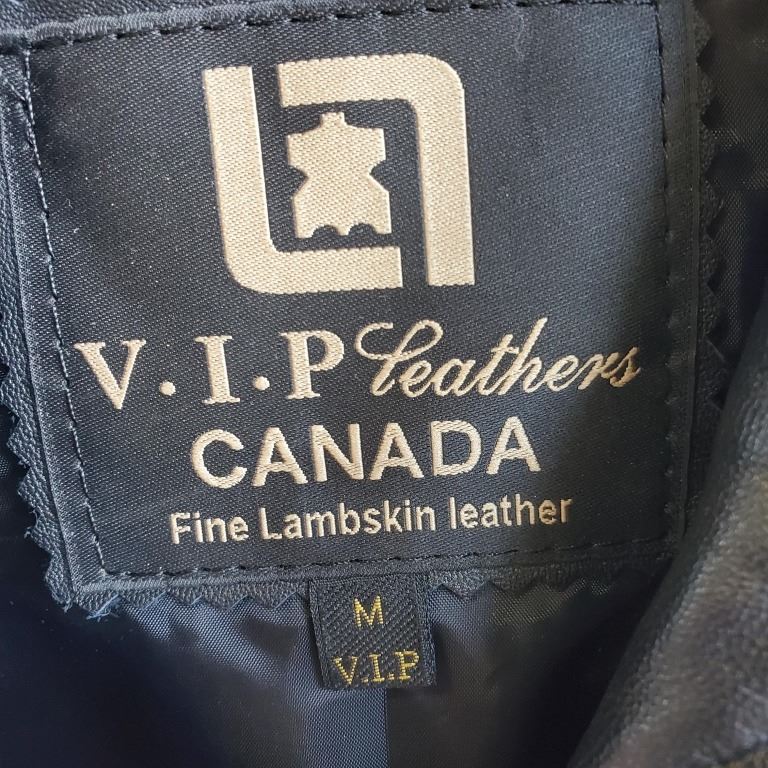 V.I.P Leathers
CANADA
Fine Lambskin leather
M
V.I.P